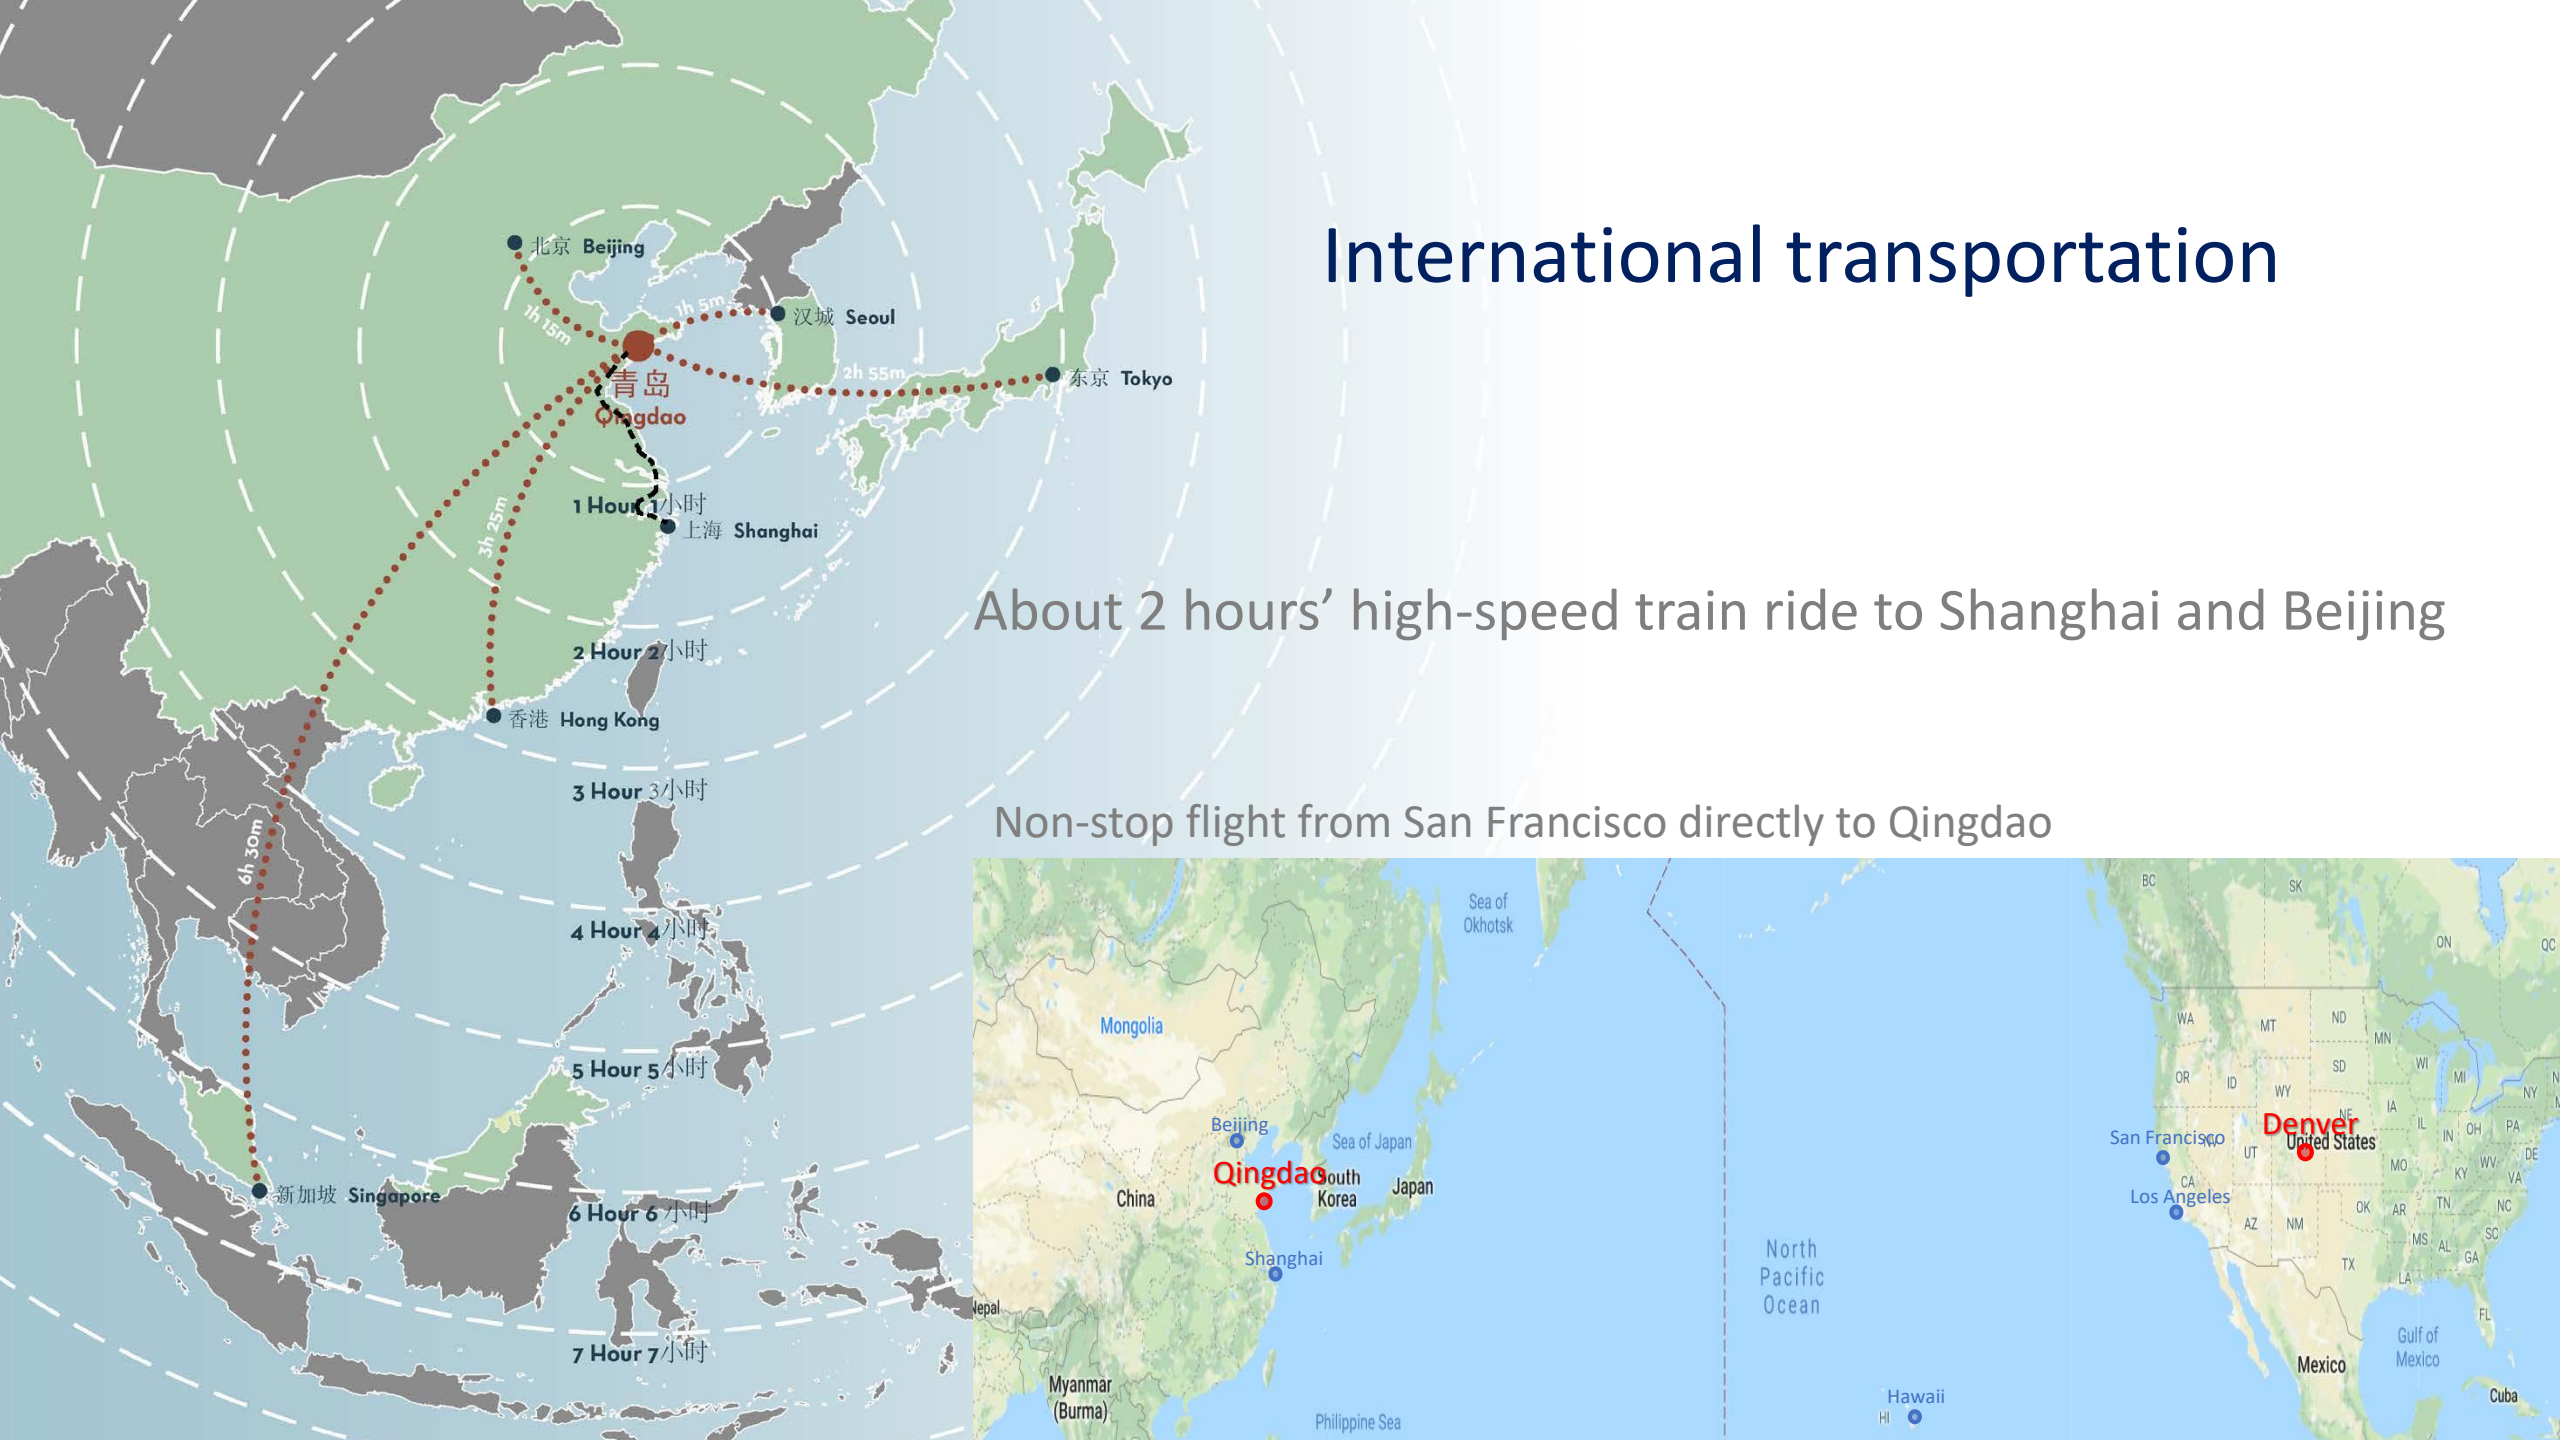 International transportation
北京 Beijing
1h 15m
1h 5m
汉城 Seoul
2h 55m
东京 Tokyo
青岛
Qingdao
3h 25m
1 Hour 1小时
上海 Shanghai
About 2 hours’ high-speed train ride to Shanghai and Beijing
2 Hour 2小时
香港 Hong Kong
3 Hour 3小时
Non-stop flight from San Francisco directly to Qingdao
6h 30m
4 Hour 4小时
5 Hour 5小时
新加坡 Singapore
6 Hour 6小时
7 Hour 7小时
Sea of
Okhotsk
Mongolia
Beijing
Sea of Japan
Qingdao
South
Korea
Japan
China
Shanghai
Nepal
Myanmar
(Burma)
Philippine Sea
North
Pacific
Ocean
Hawaii
HI
BC
SK
ON
QC
WA
MT
ND
MN
OR
ID
WY
SD
WI
MI
NY
Denver
NE
IA
United States
San Francisco
NV
UT
IL
IN
OH
PA
CA
MO
KY
WV
VA
DE
Los Angeles
AZ
NM
OK
AR
TN
NC
MS
AL
GA
SC
TX
LA
FL
Gulf of
Mexico
Mexico
Cuba